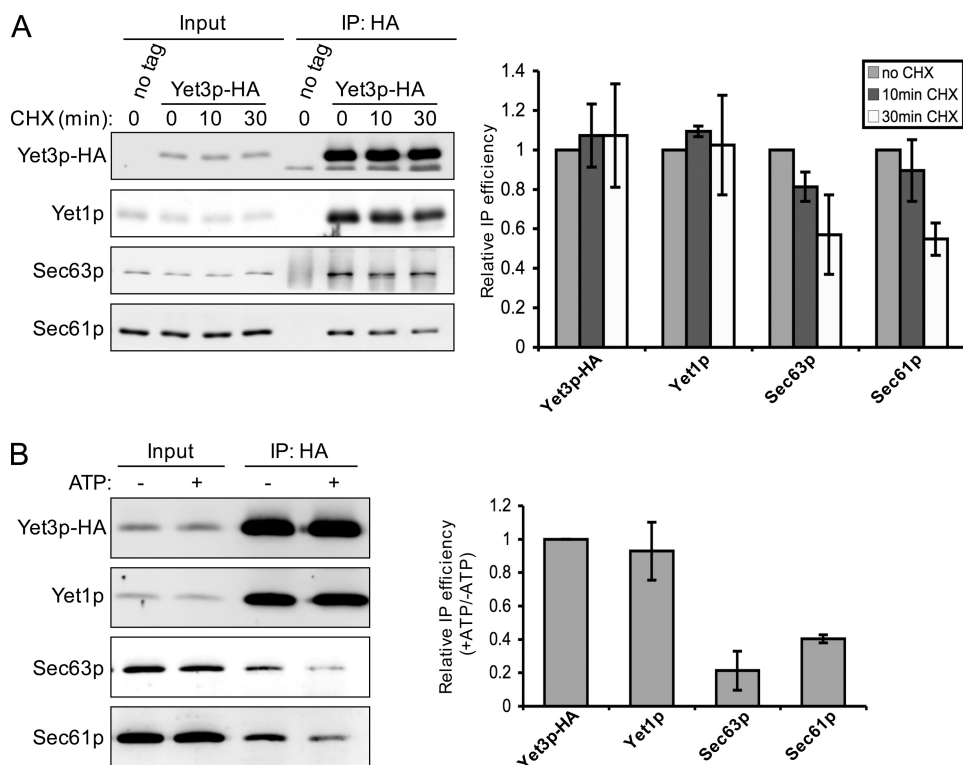 A
Input
IP: HA
no tag
Yet3p-HA
no tag
Yet3p-HA
CHX (min): 0 0 10 30 0 0 10 30
Yet3p-HA
Yet1p
Sec63p
Sec61p
Relative IP efficiency
1.4
1.2
1
0.8
0.6
0.4
0.2
0
no CHX
10min CHX
30min CHX
Yet3p-HA
Yet1p
Sec63p
Sec61p
B
Input
IP: HA
ATP: - + - +
Yet3p-HA
Yet1p
Sec63p
Sec61p
Relative IP efficiency
(+ATP/-ATP)
1.2
1
0.8
0.6
0.4
0.2
0
Yet3p-HA
Yet1p
Sec63p
Sec61p